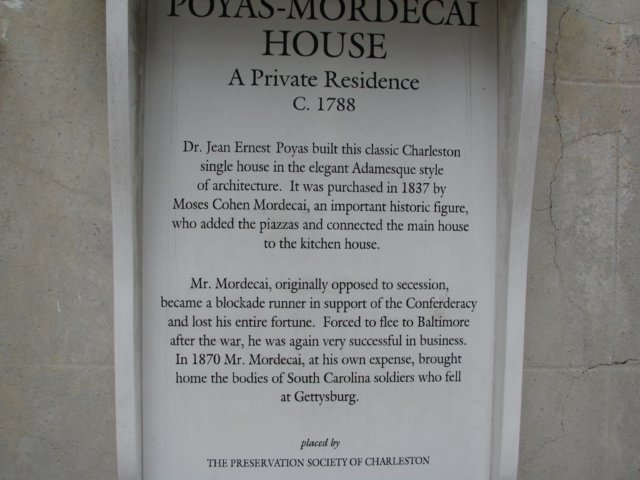 POYAS-MORDECAI
HOUSE
A Private Residence
C. 1788
Dr. Jean Ernest Poyas built this classic Charleston
single house in the elegant Adamesque style
of architecture. It was purchased in 1837 by
Moses Cohen Mordecai, an important historic figure,
who added the piazzas and connected the main house
to the kitchen house.
Mr. Mordecai, originally opposed to secession,
became a blockade runner in support of the Conferderacy
and lost his entire fortune. Forced to flee to Baltimore
after the war, he was again very successful in business.
In 1870 Mr. Mordecai, at his own expense, brought
home the bodies of South Carolina soldiers who fell
at Gettysburg.
placed by
THE PRESERVATION SOCIETY OF CHARLESTON